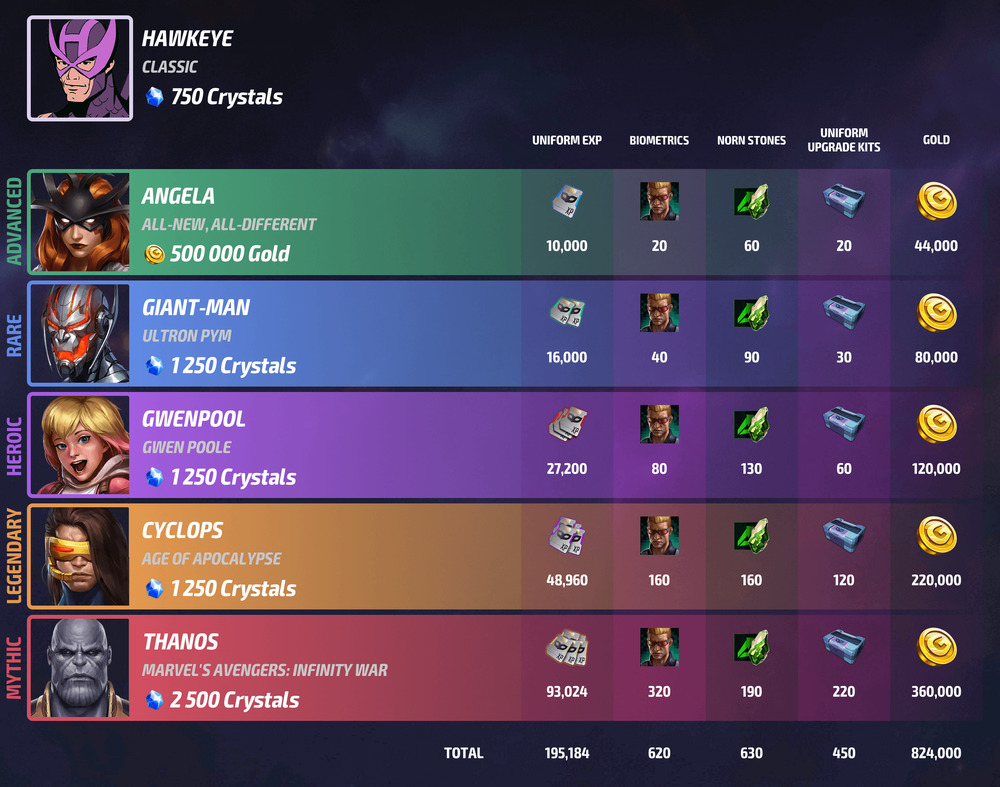 HAWKEYE
CLASSIC
750 Crystals
UNIFORM EXP BIOMETRICS NORN STONES UNIFORM UPGRADE KITS GOLD
ADVANCED
ANGELA
ALL-NEW, ALL-DIFFERENT
500 000 Gold
10,000 20 60 20 44,000
RARE
GIANT-MAN
ULTRON PYM
1 250 Crystals
16,000 40 90 30 80,000
HEROIC
GWENPOOL
GWEN POOLE
1 250 Crystals
27,200 80 130 60 120,000
LEGENDARY
CYCLOPS
AGE OF APOCALYPSE
1 250 Crystals
48,960 160 160 120 220,000
MYTHIC
THANOS
MARVEL'S AVENGERS: INFINITY WAR
2 500 Crystals
93,024 320 190 220 360,000
TOTAL 195,184 620 630 450 824,000